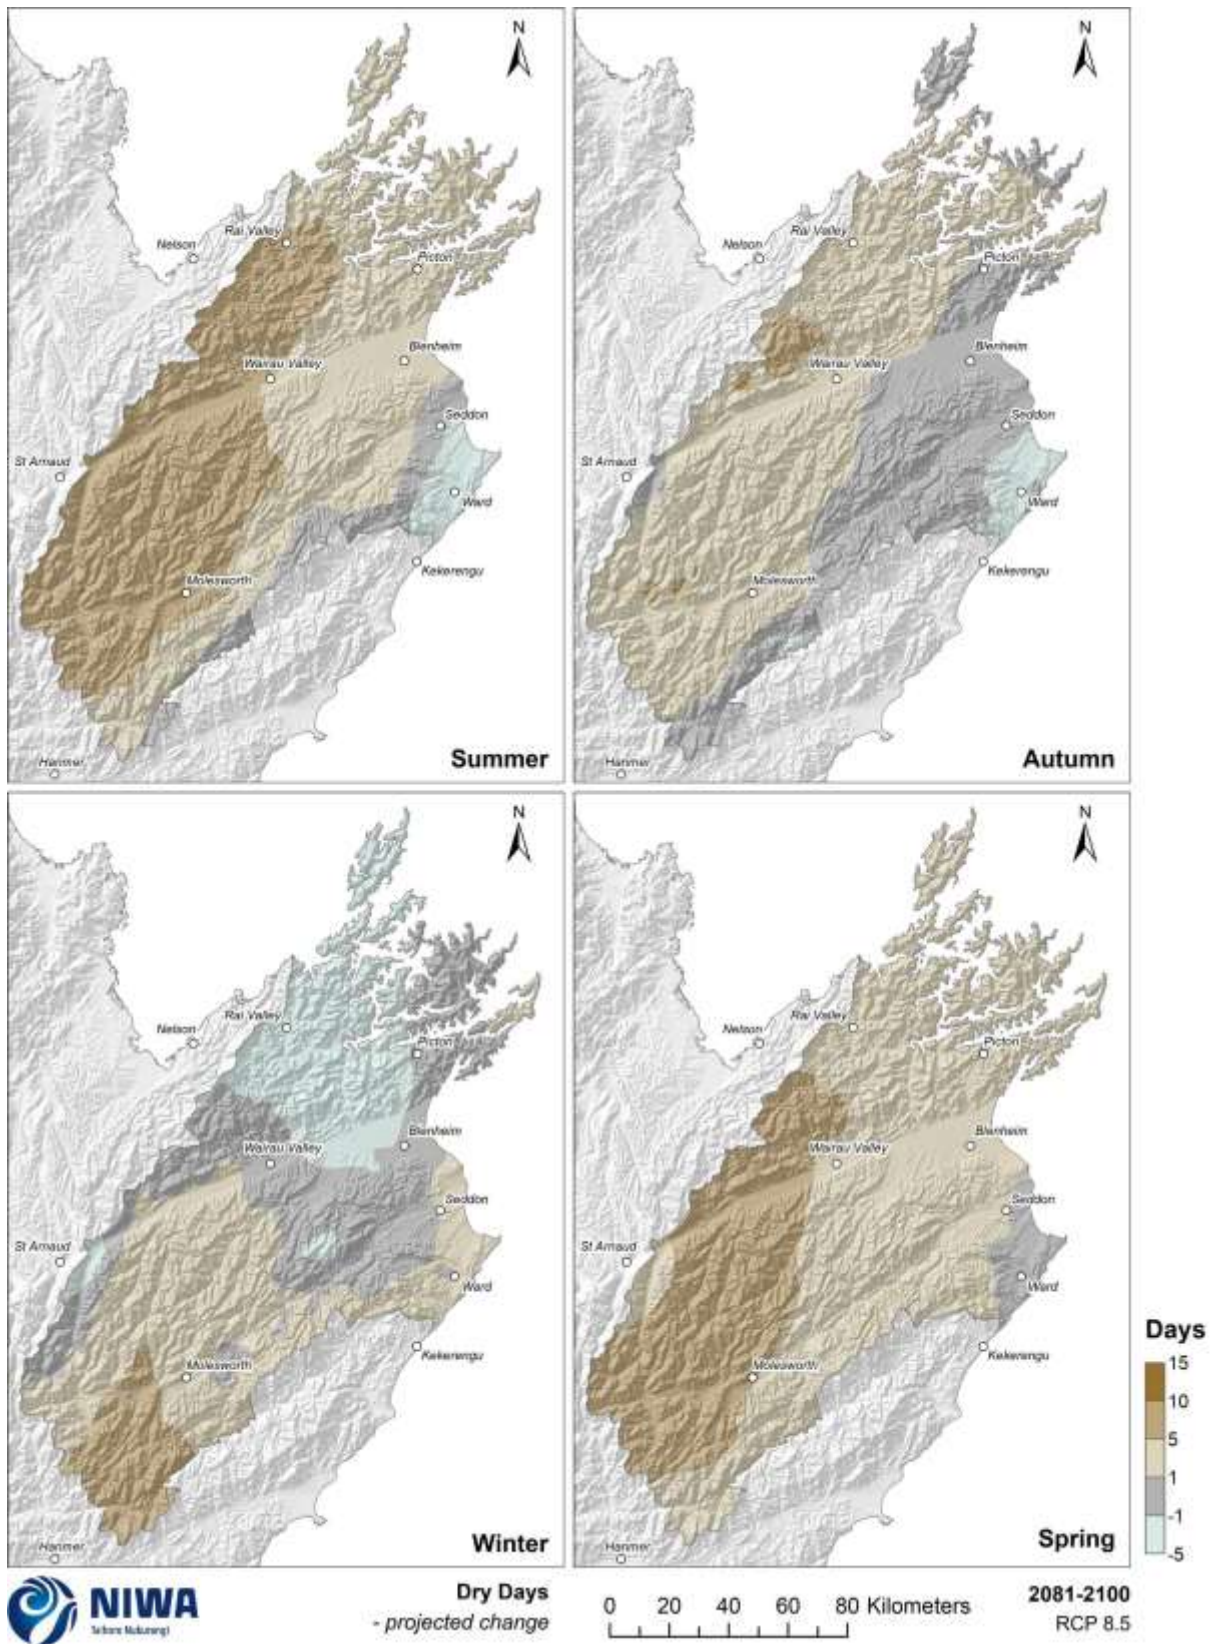 N
Nelson
Rai Valley
Picton
Wairau Valley
Blenheim
Seddon
St Arnaud
Ward
Kekerengu
Molesworth
Hanmer
Summer
N
Nelson
Rai Valley
Picton
Wairau Valley
Blenheim
Seddon
St Arnaud
Ward
Kekerengu
Molesworth
Hanmer
Autumn
N
Nelson
Rai Valley
Picton
Wairau Valley
Blenheim
Seddon
St Arnaud
Ward
Kekerengu
Molesworth
Hanmer
Winter
N
Nelson
Rai Valley
Picton
Wairau Valley
Blenheim
Seddon
St Arnaud
Ward
Kekerengu
Molesworth
Hanmer
Spring
Days
15
10
5
1
-1
-5
NIWA
Taihoro Nukurangi
Dry Days
- projected change
0 20 40 60 80 Kilometers
2081-2100
RCP 8.5